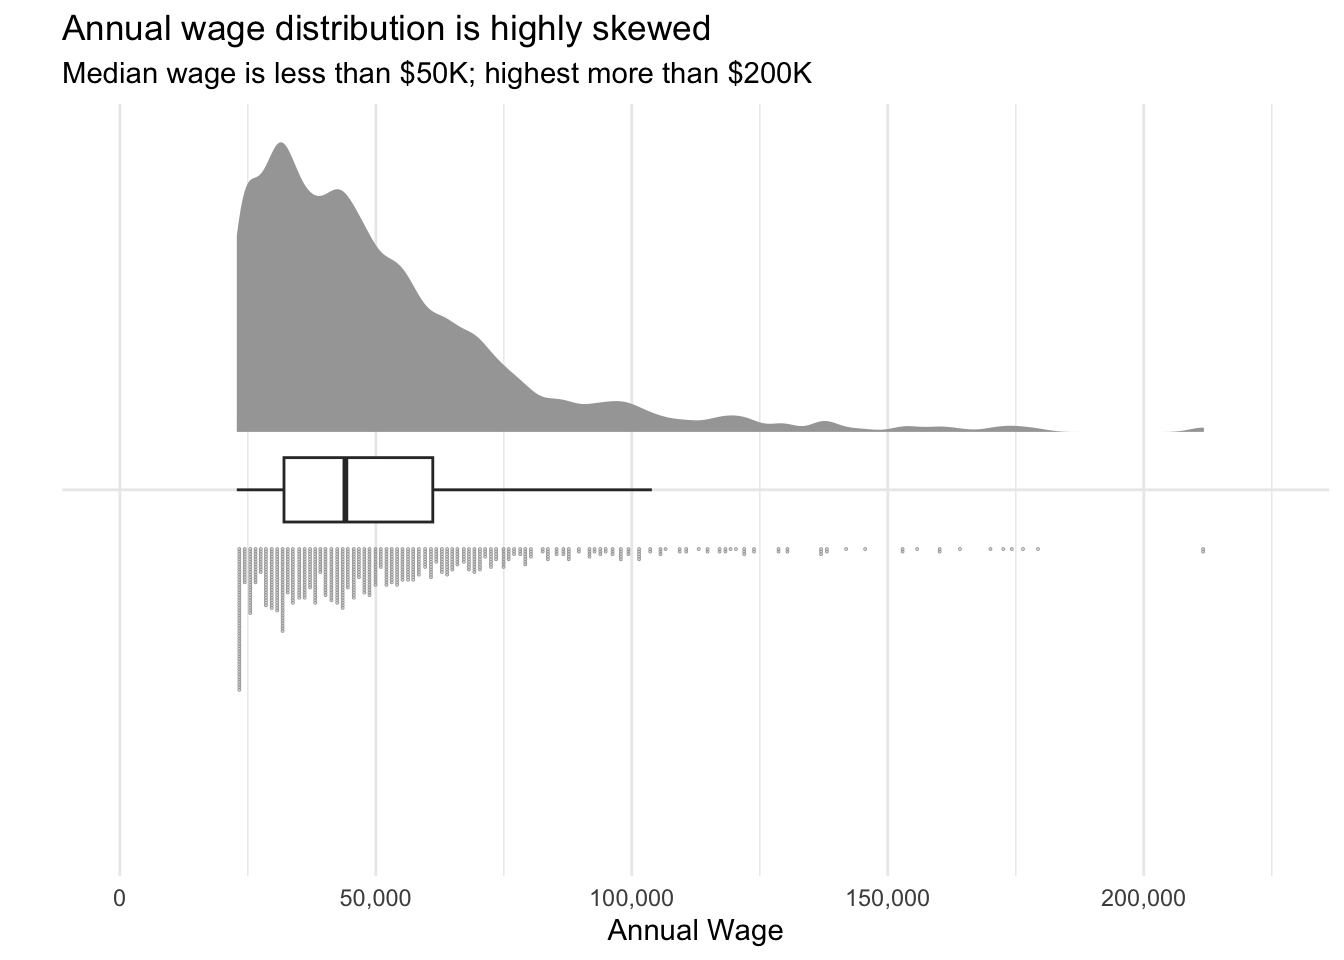 Annual wage distribution is highly skewed
Median wage is less than $50K; highest more than $200K
0 50,000 100,000 150,000 200,000
Annual Wage